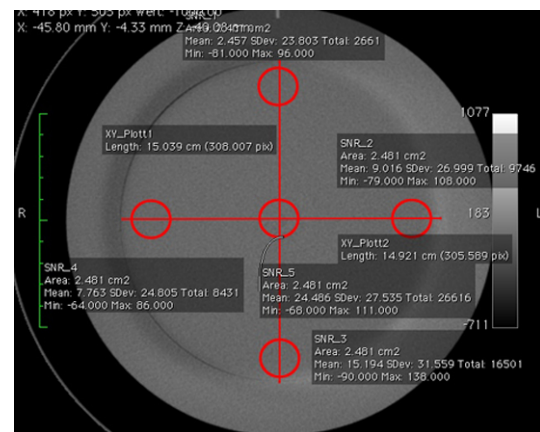 X: 418 px Y: 503 px Wert:
X: -45.80 mm Y: -4.33 mm Z:
Mean: 2.457 SDev: 23.803 Total: 2661
Min: -81.000 Max: 96.000
1077
XY_Plott1
Length: 15.039 cm (308.007 pix)
SNR_2
Area: 2.481 cm2
Mean: 9.016 SDev: 26.999 Total: 9746
Min: -79.000 Max: 108.000
R
183
L
XY_Plott2
Length: 14.921 cm (305.589 pix)
SNR_4
Area: 2.481 cm2
Mean: 7.763 SDev: 24.805 Total: 8431
Min: -64.000 Max: 86.000
SNR_5
Area: 2.481 cm2
Mean: 24.486 SDev: 27.535 Total: 26616
Min: -68.000 Max: 111.000
-711
SNR_3
Area: 2.481 cm2
Mean: 15.194 SDev: 31.559 Total: 16501
Min: -90.000 Max: 138.000